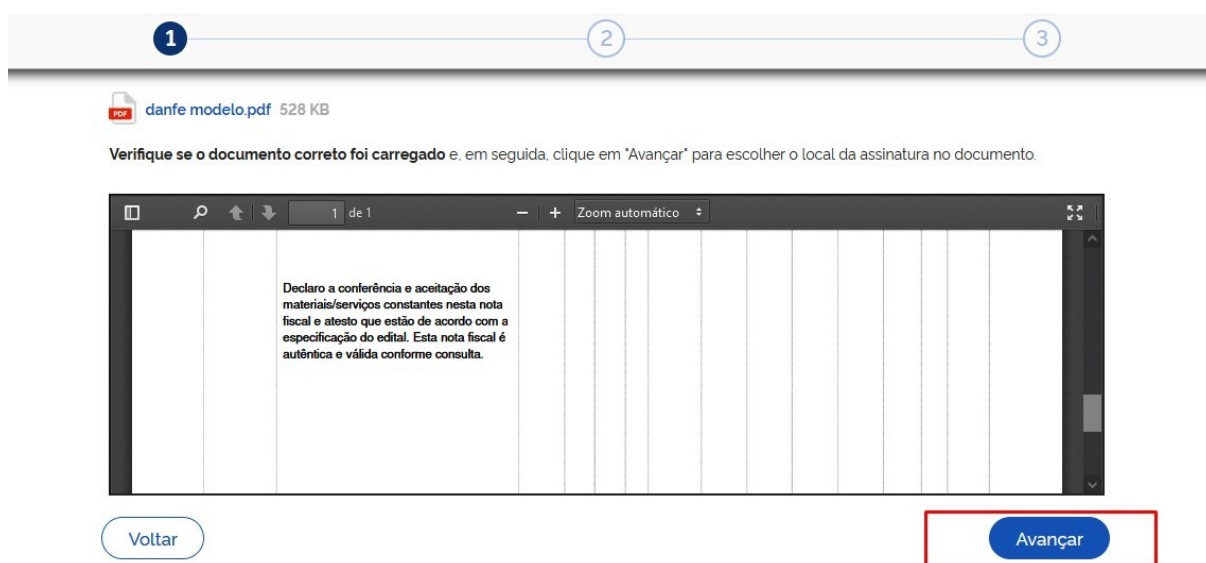 1 2 3
PDF danfe modelo.pdf 528 KB
Verifique se o documento correto foi carregado e, em seguida, clique em "Avançar" para escolher o local da assinatura no documento.
1 de 1 Zoom automático
Declaro a conferência e aceitação dos
materiais/serviços constantes nesta nota
fiscal e atesto que estão de acordo com a
especificação do edital. Esta nota fiscal é
autêntica e válida conforme consulta.
Voltar Avançar